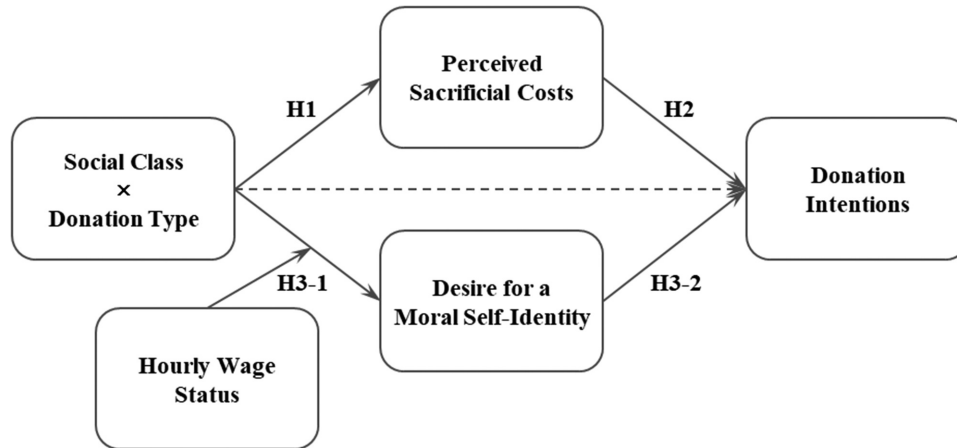 Perceived
Sacrificial Costs
H1
H2
Social Class
×
Donation Type
Donation
Intentions
H3-1
Desire for a
Moral Self-Identity
H3-2
Hourly Wage
Status